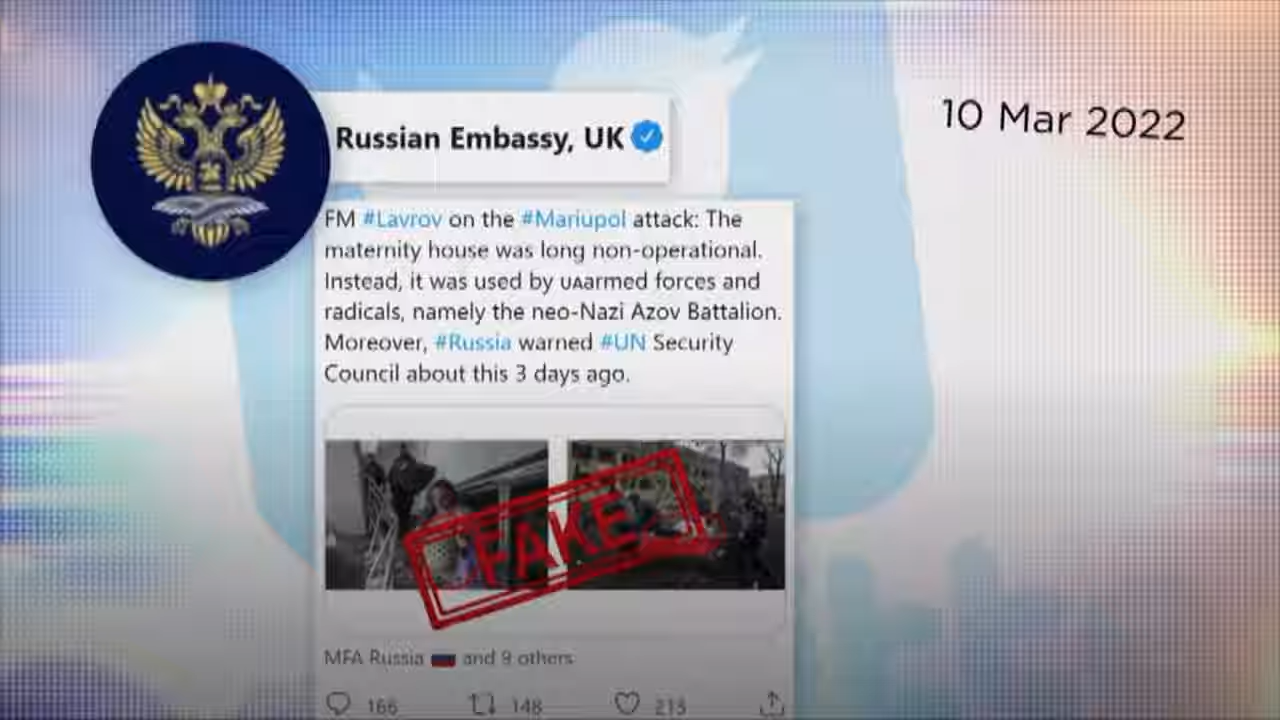 Russian Embassy, UK
10 Mar 2022
FM #Lavrov on the #Mariupol attack: The
maternity house was long non-operational.
Instead, it was used by UAarmed forces and
radicals, namely the neo-Nazi Azov Battalion.
Moreover, #Russia warned #UN Security
Council about this 3 days ago.
FAKE
MFA Russia and 9 others
166 148 213